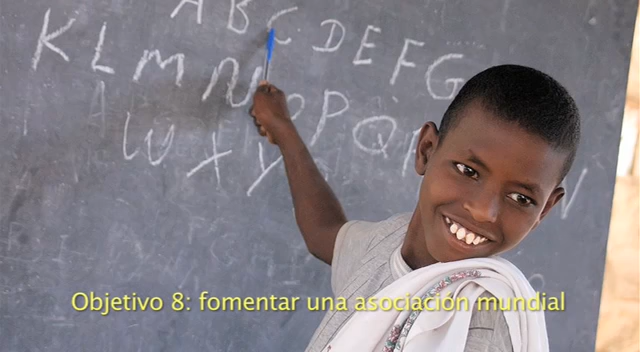 A B C D E F G
K L M N O P Q
W X Y
Objetivo 8: fomentar una asociación mundial